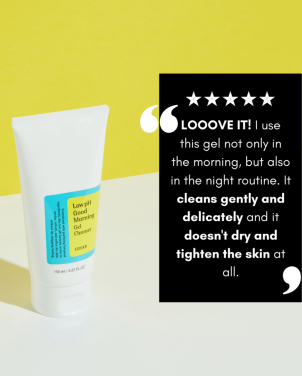 ★★★★★
“
LOOOVE IT! I use
this gel not only in
the morning, but also
in the night routine. It
cleans gently and
delicately and it
doesn't dry and
tighten the skin at
all.
”
Low pH
Good
Morning
Gel
Cleanser
COSRX